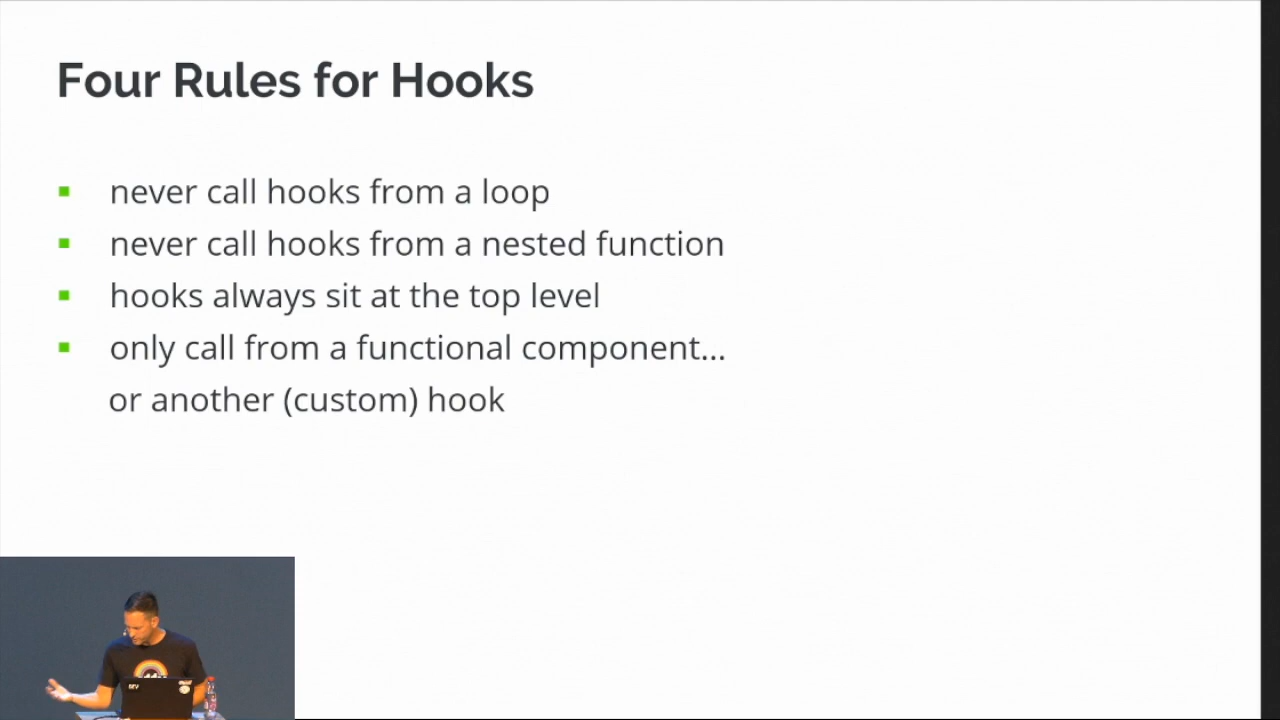 Four Rules for Hooks
never call hooks from a loop
never call hooks from a nested function
hooks always sit at the top level
only call from a functional component...
or another (custom) hook
DEV